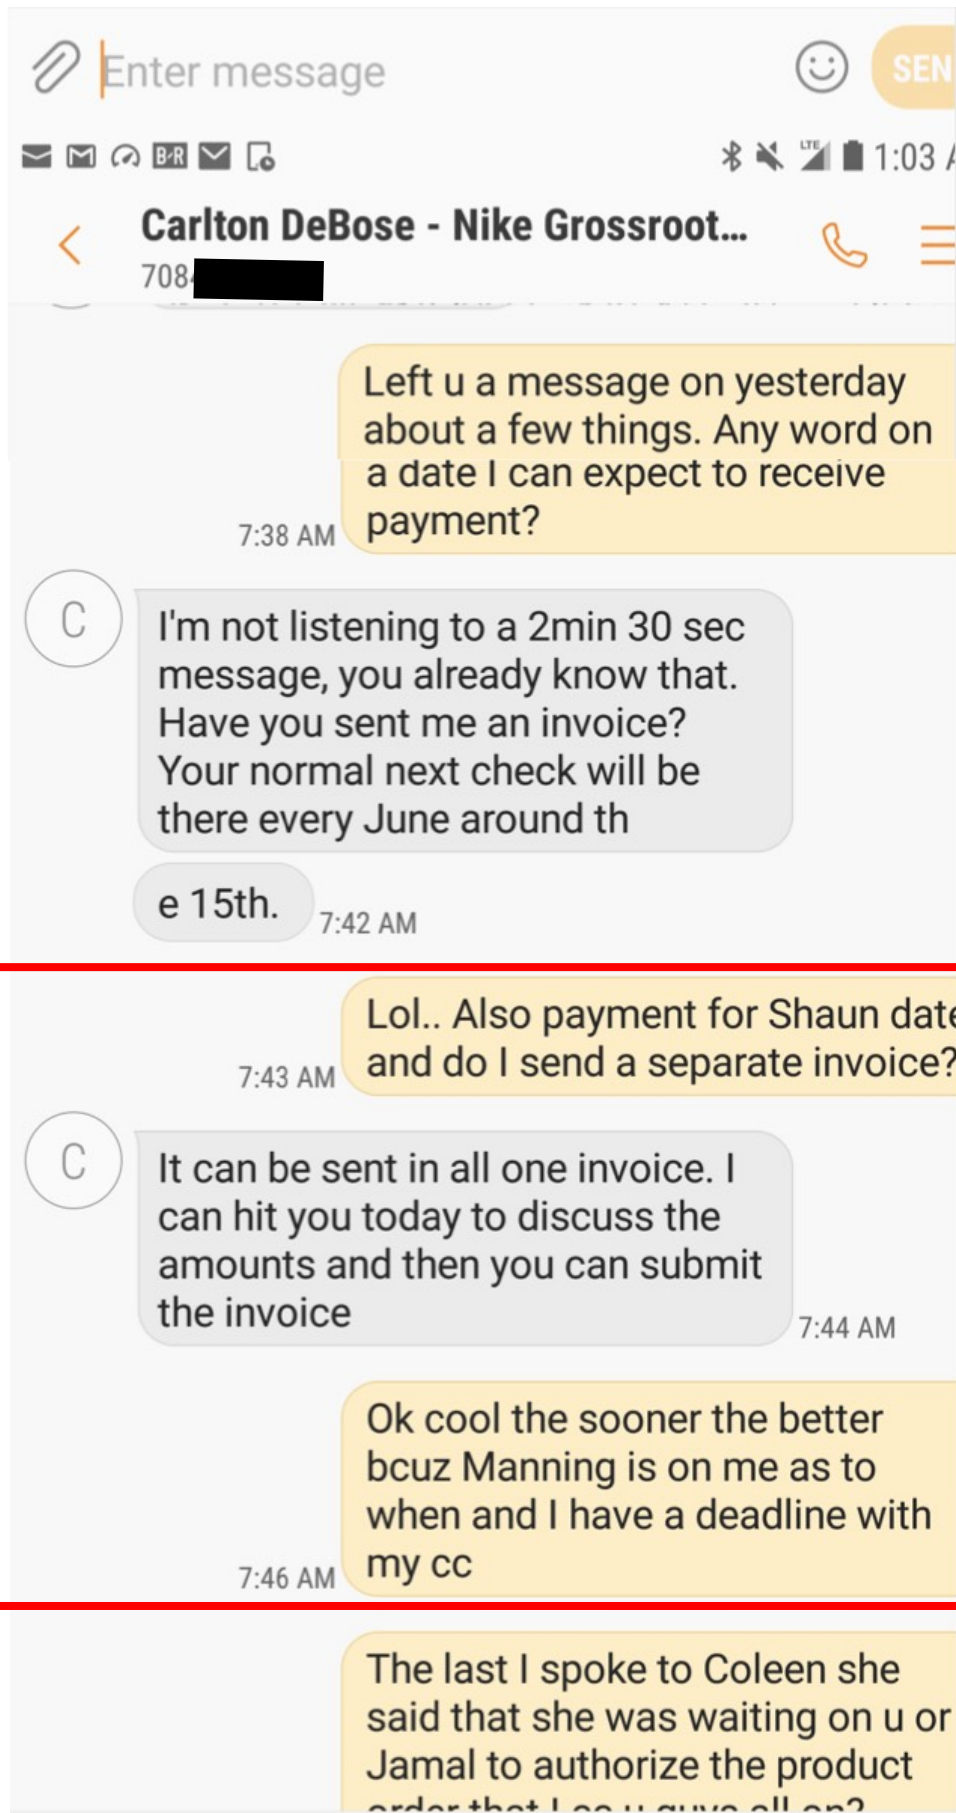 Enter message
SEN
B-R
LTE
1:03 A
Carlton DeBose - Nike Grossroot...
708
Left u a message on yesterday
about a few things. Any word on
a date I can expect to receive
payment?
7:38 AM
C
I'm not listening to a 2min 30 sec
message, you already know that.
Have you sent me an invoice?
Your normal next check will be
there every June around th
e 15th.
7:42 AM
Lol.. Also payment for Shaun date
and do I send a separate invoice?
7:43 AM
C
It can be sent in all one invoice. I
can hit you today to discuss the
amounts and then you can submit
the invoice
7:44 AM
Ok cool the sooner the better
bcuz Manning is on me as to
when and I have a deadline with
my cc
7:46 AM
The last I spoke to Coleen she
said that she was waiting on u or
Jamal to authorize the product
order that I